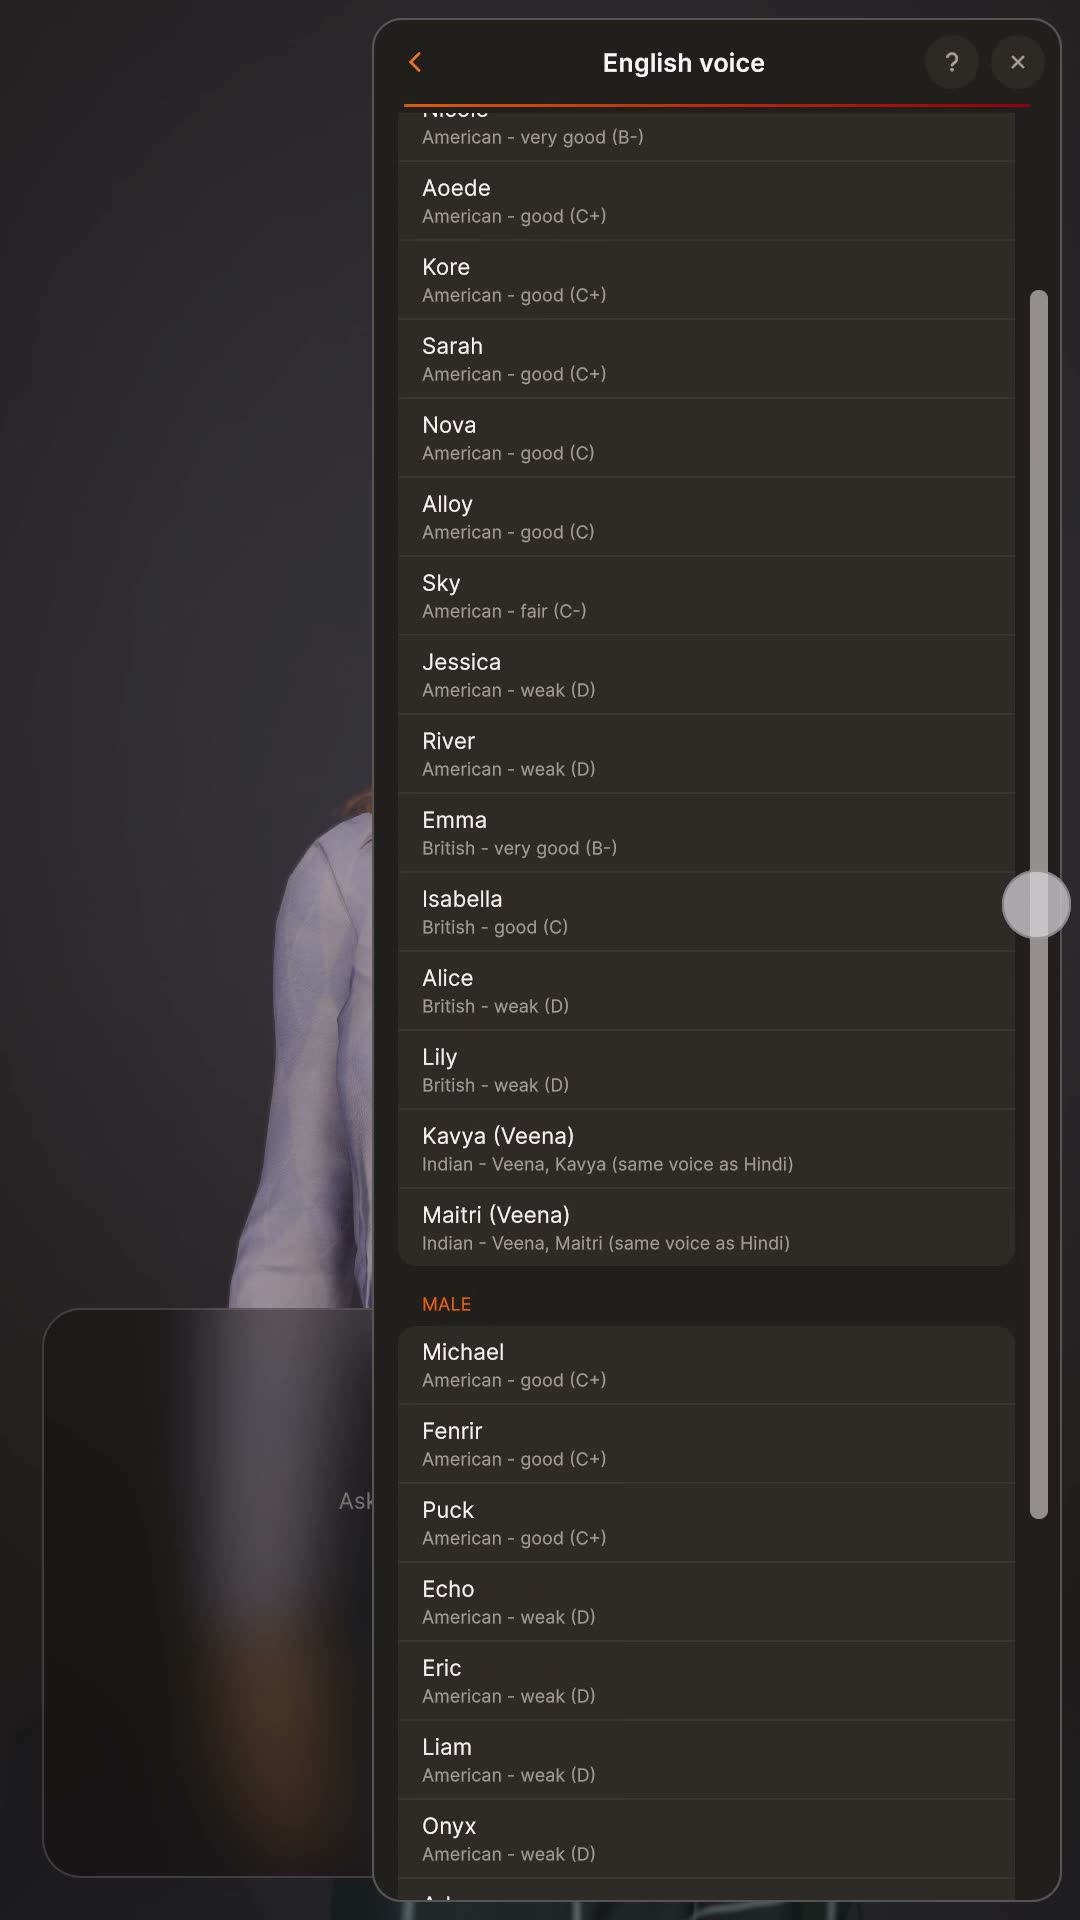 English voice
?
American - very good (B-)
Aoede
American - good (C+)
Kore
American - good (C+)
Sarah
American - good (C+)
Nova
American - good (C)
Alloy
American - good (C)
Sky
American - fair (C-)
Jessica
American - weak (D)
River
American - weak (D)
Emma
British - very good (B-)
Isabella
British - good (C)
Alice
British - weak (D)
Lily
British - weak (D)
Kavya (Veena)
Indian - Veena, Kavya (same voice as Hindi)
Maitri (Veena)
Indian - Veena, Maitri (same voice as Hindi)
MALE
Michael
American - good (C+)
Fenrir
American - good (C+)
Puck
American - good (C+)
Ask
Echo
American - weak (D)
Eric
American - weak (D)
Liam
American - weak (D)
Onyx
American - weak (D)